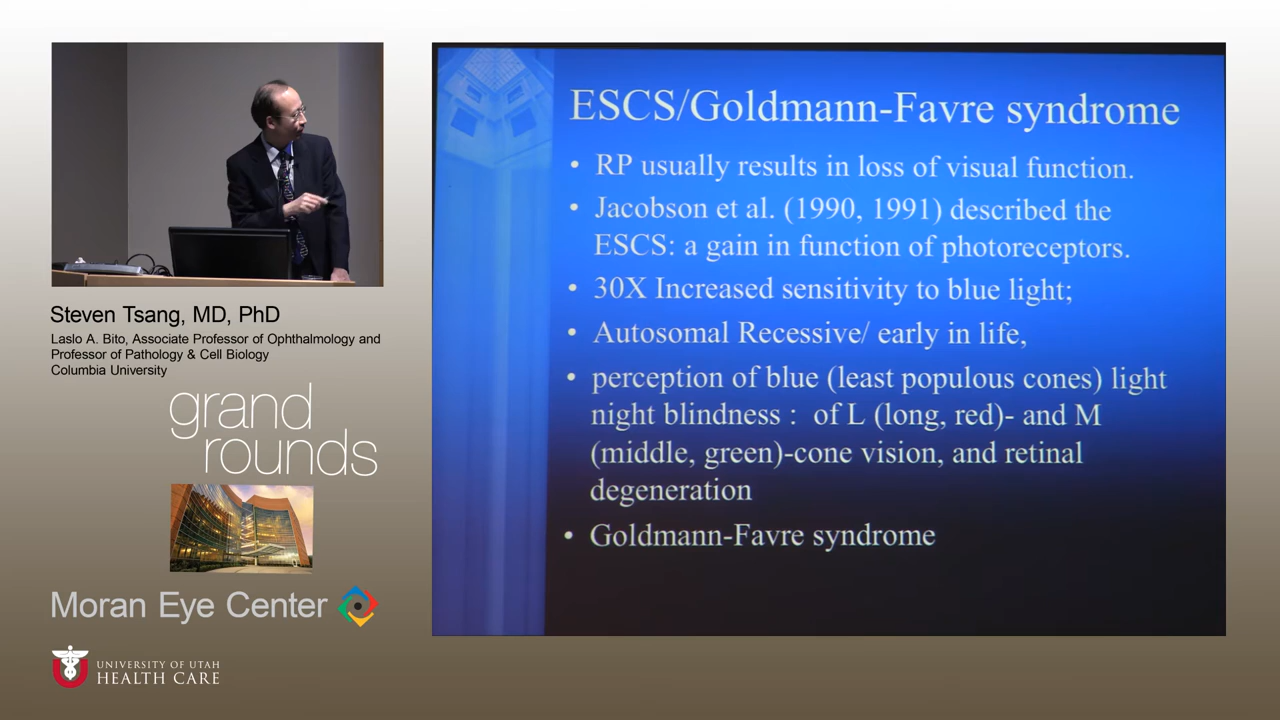 Steven Tsang, MD, PhD
Laslo A. Bito, Associate Professor of Ophthalmology and
Professor of Pathology & Cell Biology
Columbia University
grand
rounds
Moran Eye Center
UNIVERSITY OF UTAH
HEALTH CARE
ESCS/Goldmann-Favre syndrome
• RP usually results in loss of visual function.
• Jacobson et al. (1990, 1991) described the
ESCS: a gain in function of photoreceptors.
• 30X Increased sensitivity to blue light;
• Autosomal Recessive/ early in life,
• perception of blue (least populous cones) light
night blindness : of L (long, red)- and M
(middle, green)-cone vision, and retinal
degeneration
• Goldmann-Favre syndrome